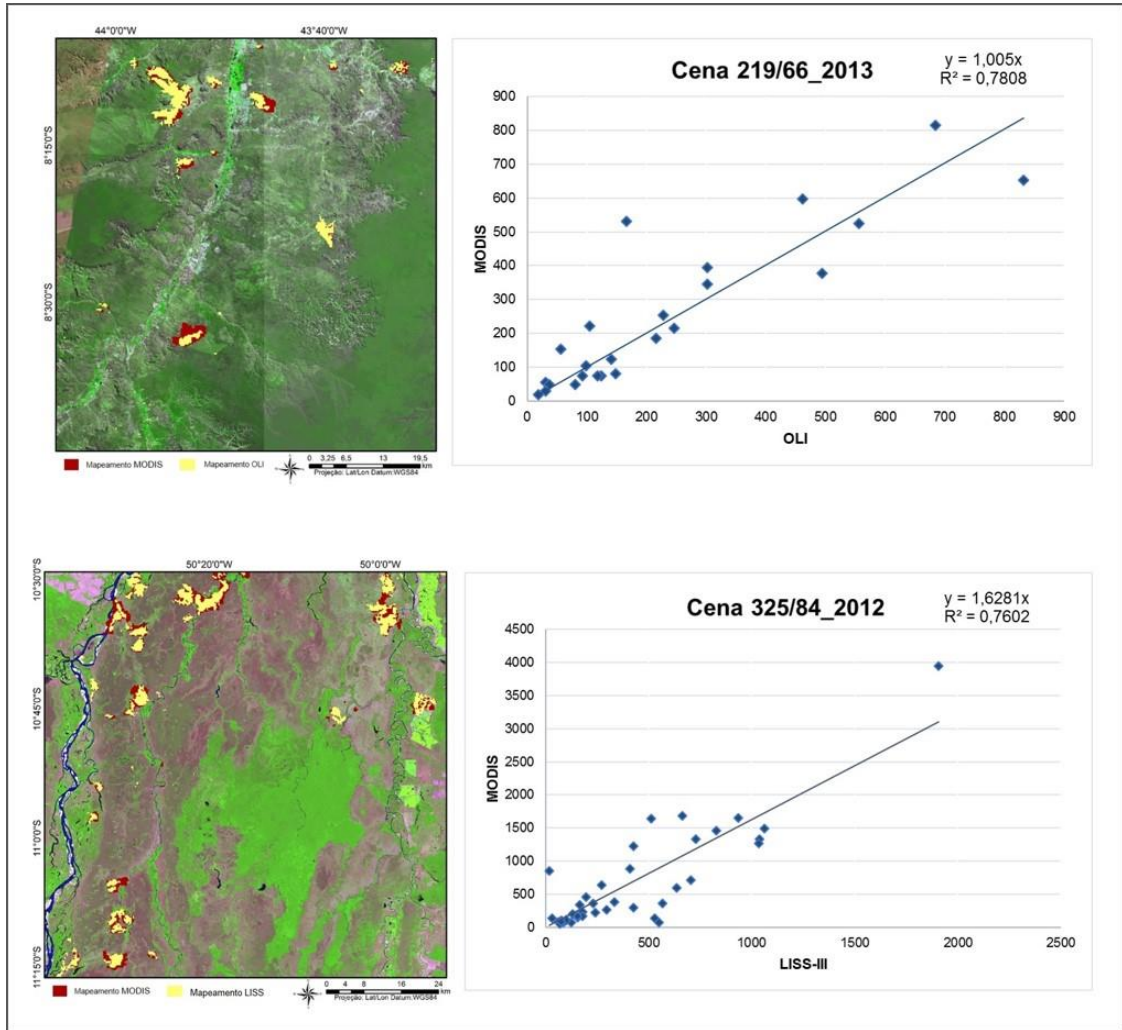 44°0'0"W 43°40'0"W
8°15'0"S
8°30'0"S
Mapeamento MODIS Mapeamento OLI
0 3,25 6,5 13 19,5
km
Projeção: Lat/Lon Datum:WGS84
Cena 219/66_2013
y = 1,005x
R² = 0,7808
900
800
700
600
500
400
300
200
100
0
MODIS
0 100 200 300 400 500 600 700 800 900
OLI
50°20'0"W 50°0'0"W
10°30'0"S
10°45'0"S
11°0'0"S
11°15'0"S
Mapeamento MODIS Mapeamento LISS
0 4 8 16 24
km
Projeção: Lat/Lon Datum:WGS84
Cena 325/84_2012
y = 1,6281x
R² = 0,7602
4500
4000
3500
3000
2500
2000
1500
1000
500
0
MODIS
0 500 1000 1500 2000 2500
LISS-III